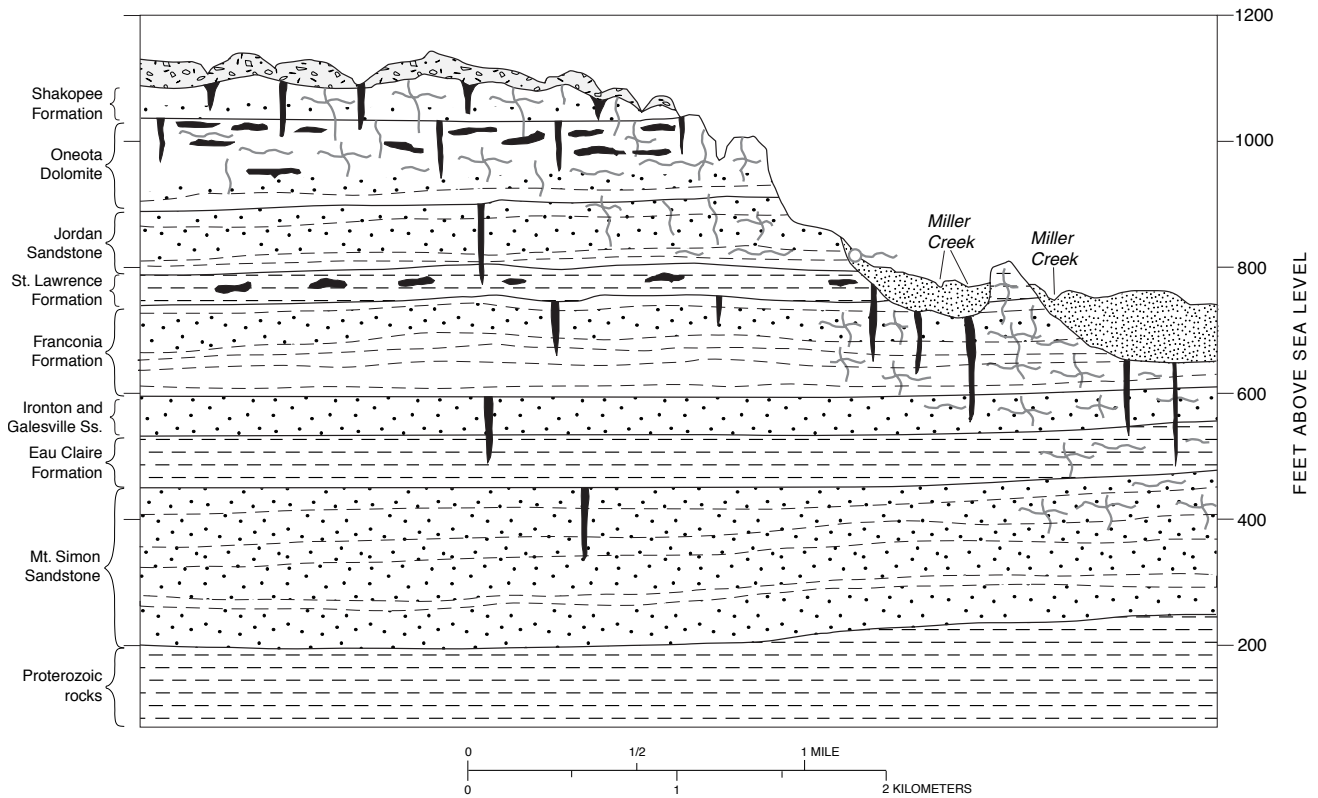 1200
Shakopee
Formation
1000
Oneota
Dolomite
Miller
Creek
Miller
Creek
Jordan
Sandstone
800
St. Lawrence
Formation
Franconia
Formation
600
Ironton and
Galesville Ss.
Eau Claire
Formation
400
Mt. Simon
Sandstone
200
Proterozoic
rocks
FEET ABOVE SEA LEVEL
0 1/2 1 MILE
0 1 2 KILOMETERS